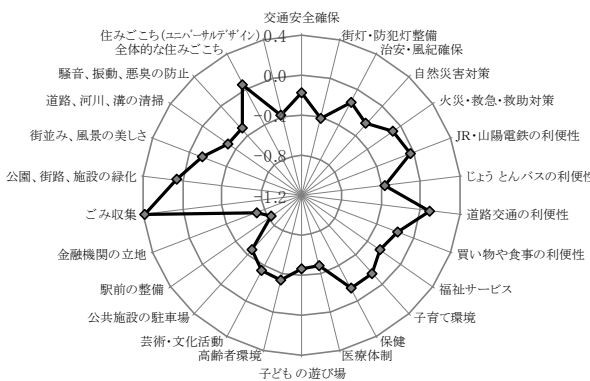 交通安全確保
街灯・防犯灯整備
治安・風紀確保
自然災害対策
火災・救急・救助対策
JR・山陽電鉄の利便性
じょうとんバスの利便性
道路交通の利便性
買い物や食事の利便性
福祉サービス
子育て環境
保健
医療体制
子どもの遊び場
高齢者環境
芸術・文化活動
公共施設の駐車場
駅前の整備
金融機関の立地
ごみ収集
公園、街路、施設の緑化
街並み、風景の美しさ
道路、河川、溝の清掃
騒音、振動、悪臭の防止
全体的な住みごこち
住みごこち(ユニバーサルデザイン)
0.4
0.0
-0.4
-0.8
1.2